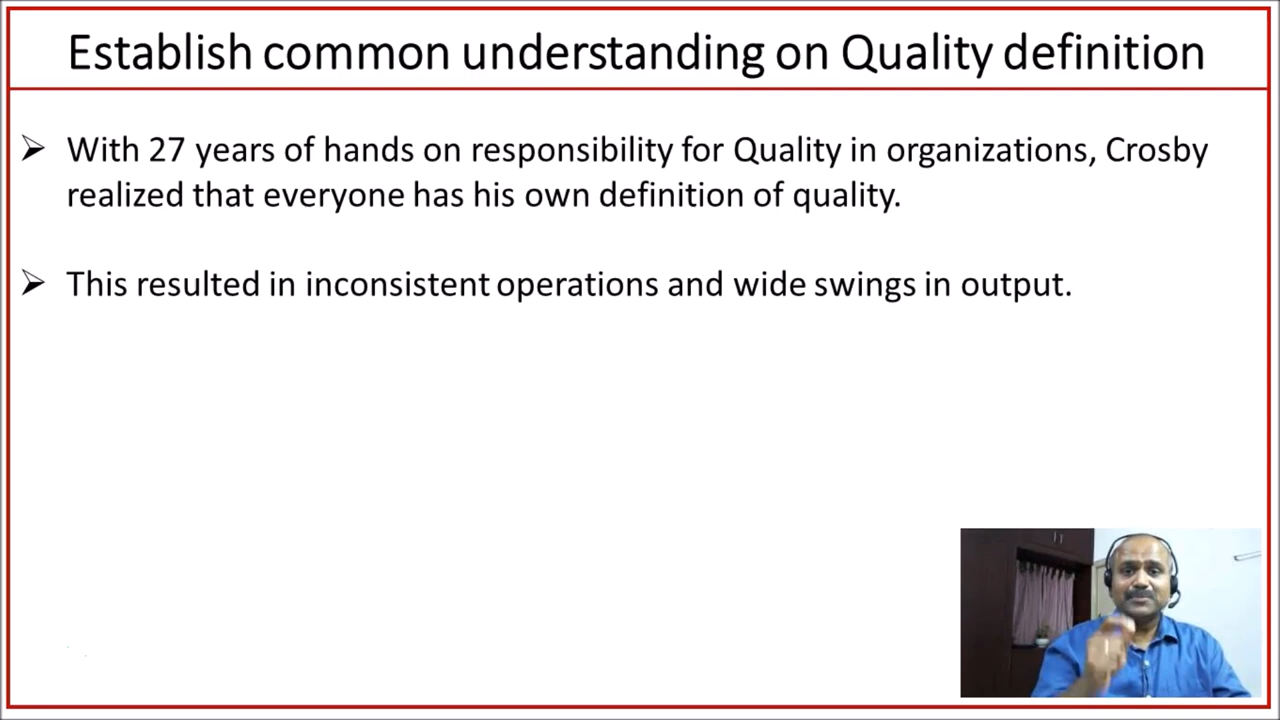 Establish common understanding on Quality definition
With 27 years of hands on responsibility for Quality in organizations, Crosby
realized that everyone has his own definition of quality.
This resulted in inconsistent operations and wide swings in output.